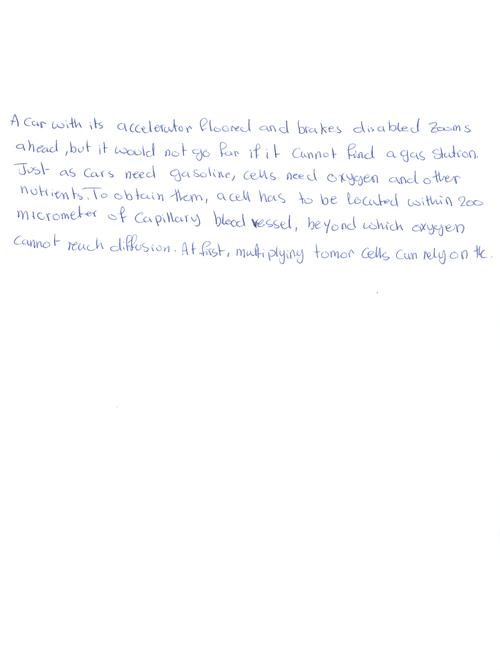 A car with its accelerator floored and brakes disabled zooms
ahead, but it would not go far if it cannot find a gas station.
Just as cars need gasoline, cells need oxygen and other
nutrients. To obtain them, a cell has to be located within 200
micrometer of capillary blood vessel, beyond which oxygen
cannot reach diffusion. At first, multiplying tomor cells can rely on the.